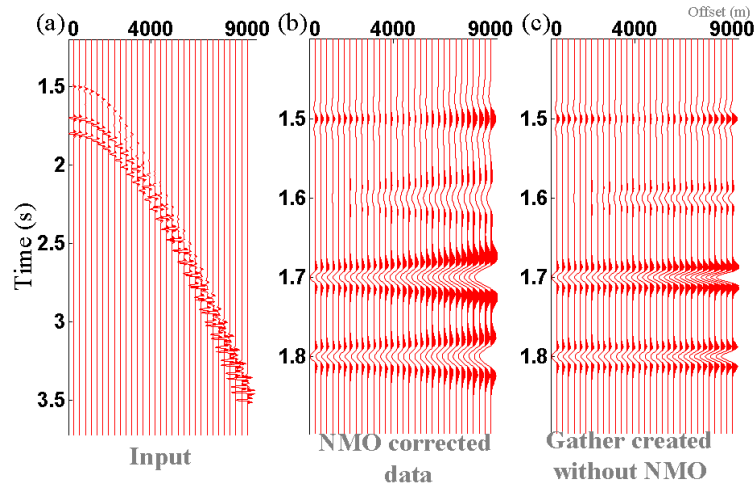 Offset (m)
(a) 0 4000 9000
(b) 0 4000 9000
(c) 0 4000 9000
Time (s)
1.5
2
2.5
3
3.5
1.5
1.6
1.7
1.8
1.5
1.6
1.7
1.8
Input
NMO corrected
data
Gather created
without NMO